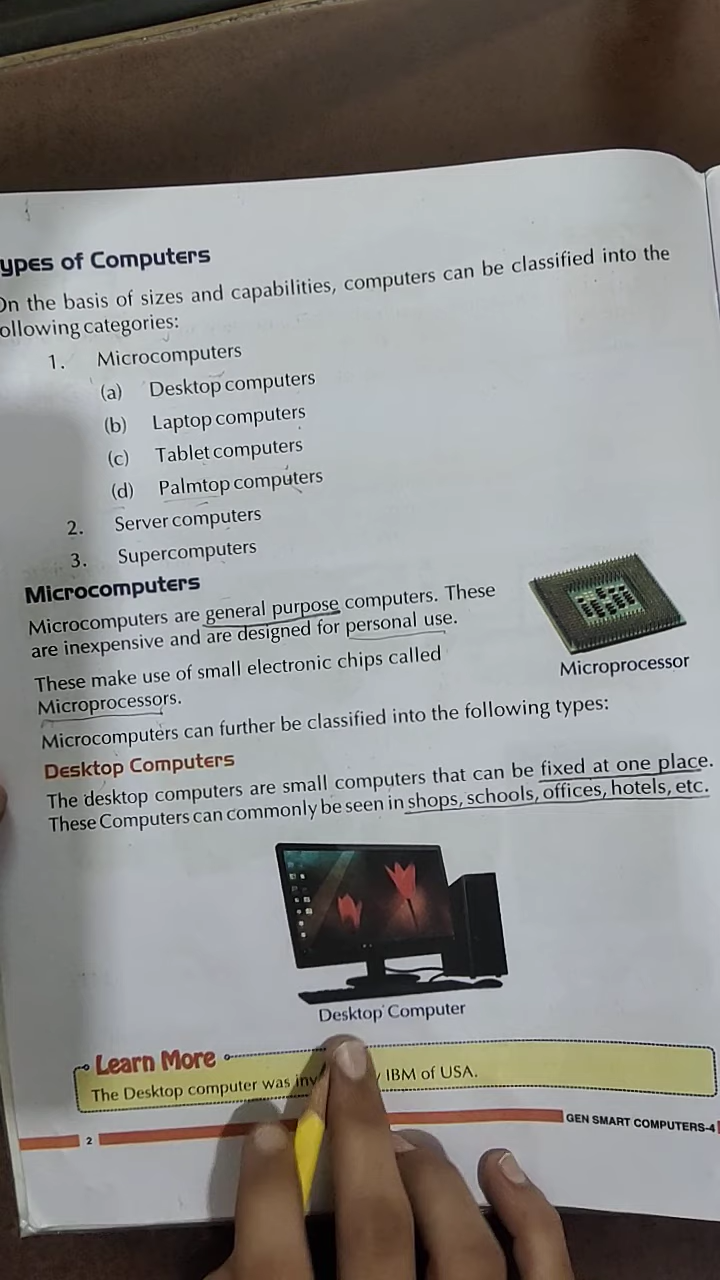 ypes of Computers
On the basis of sizes and capabilities, computers can be classified into the
ollowing categories:
1. Microcomputers
(a) Desktop computers
(b) Laptop computers
(c) Tablet computers
(d) Palmtop computers
2. Server computers
3. Supercomputers
Microcomputers
Microcomputers are general purpose computers. These
are inexpensive and are designed for personal use.
These make use of small electronic chips called
Microprocessors.
Microprocessor
Microcomputers can further be classified into the following types:
Desktop Computers
The desktop computers are small computers that can be fixed at one place.
These Computers can commonly be seen in shops, schools, offices, hotels, etc.
Desktop Computer
Learn More
The Desktop computer was IBM of USA.
2
GEN SMART COMPUTERS-4